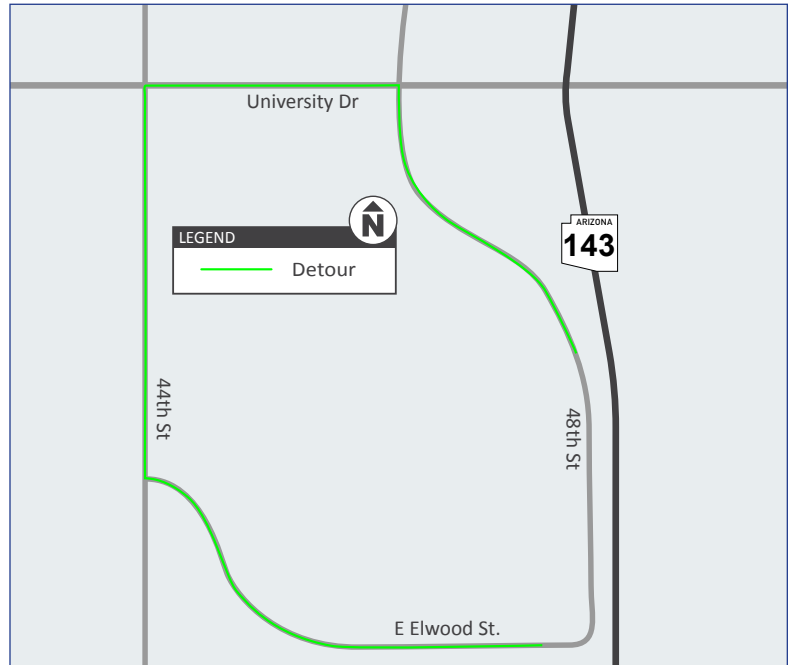 University Dr
N
LEGEND
Detour
ARIZONA
143
44th St
48th St
E Elwood St.